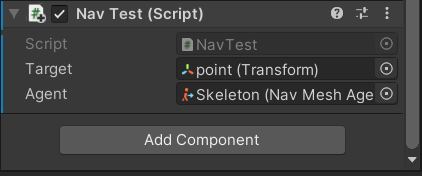 Nav Test (Script)
Script NavTest
Target point (Transform)
Agent Skeleton (Nav Mesh Age
Add Component